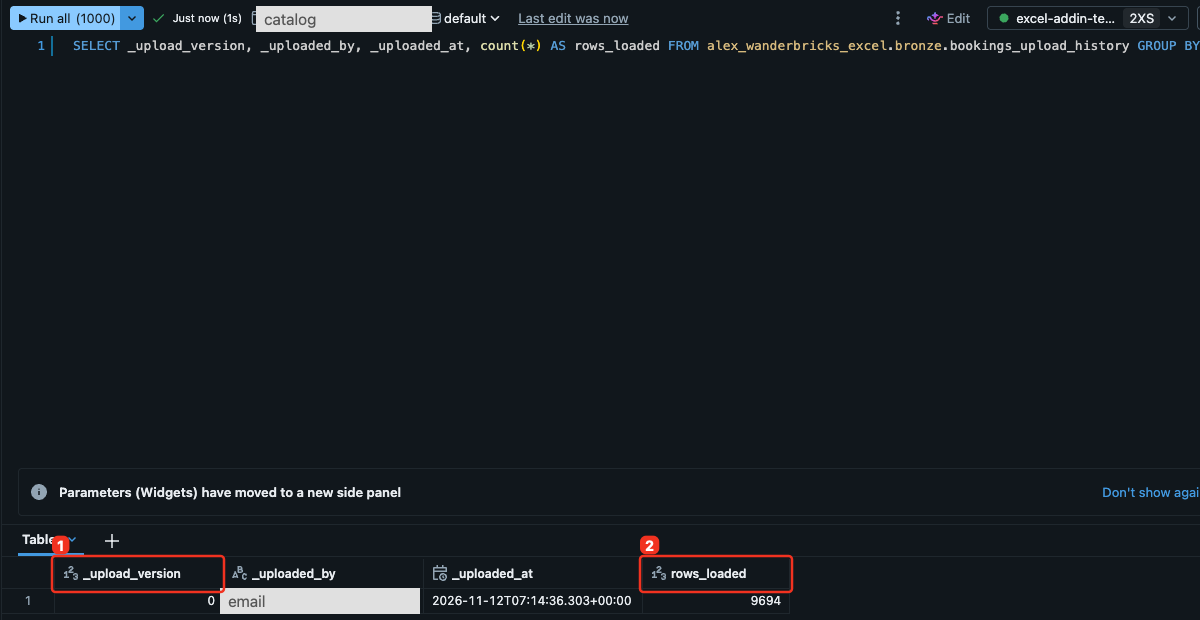 Run all (1000) Just now (1s) catalog default Last edit was now Edit excel-addin-te... 2XS
1 SELECT _upload_version, _uploaded_by, _uploaded_at, count(*) AS rows_loaded FROM alex_wanderbricks_excel.bronze.bookings_upload_history GROUP BY
Parameters (Widgets) have moved to a new side panel Don't show agai
Table +
1 2
_upload_version _uploaded_by _uploaded_at rows_loaded
1 0 email 2026-11-12T07:14:36.303+00:00 9694